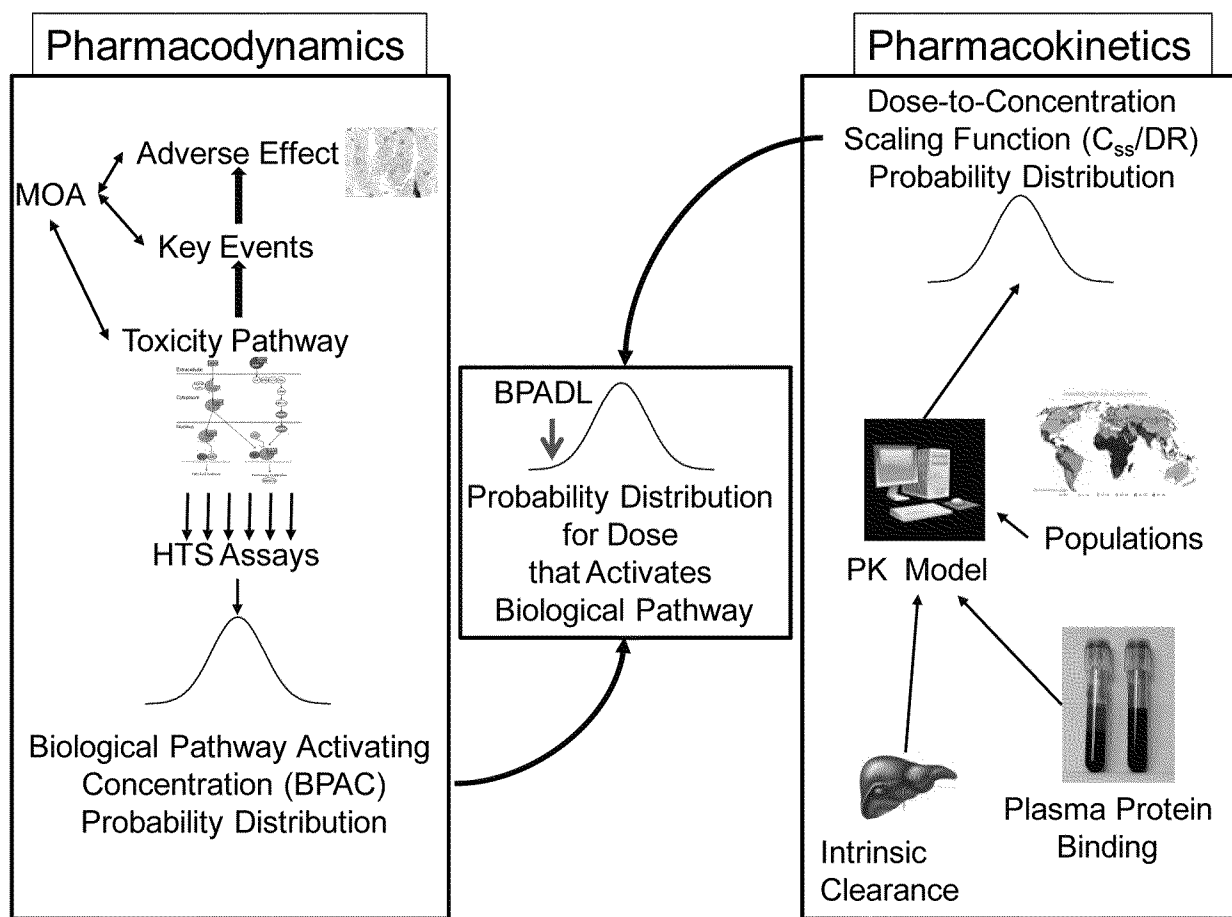 Pharmacodynamics
Adverse Effect
MOA
Key Events
Toxicity Pathway
Extracellular
Cytoplasm
HTS Assays
Biological Pathway Activating
Concentration (BPAC)
Probability Distribution
BPADL
Probability Distribution
for Dose
that Activates
Biological Pathway
Pharmacokinetics
Dose-to-Concentration
Scaling Function (Css/DR)
Probability Distribution
Populations
PK Model
Plasma Protein
Binding
Intrinsic
Clearance